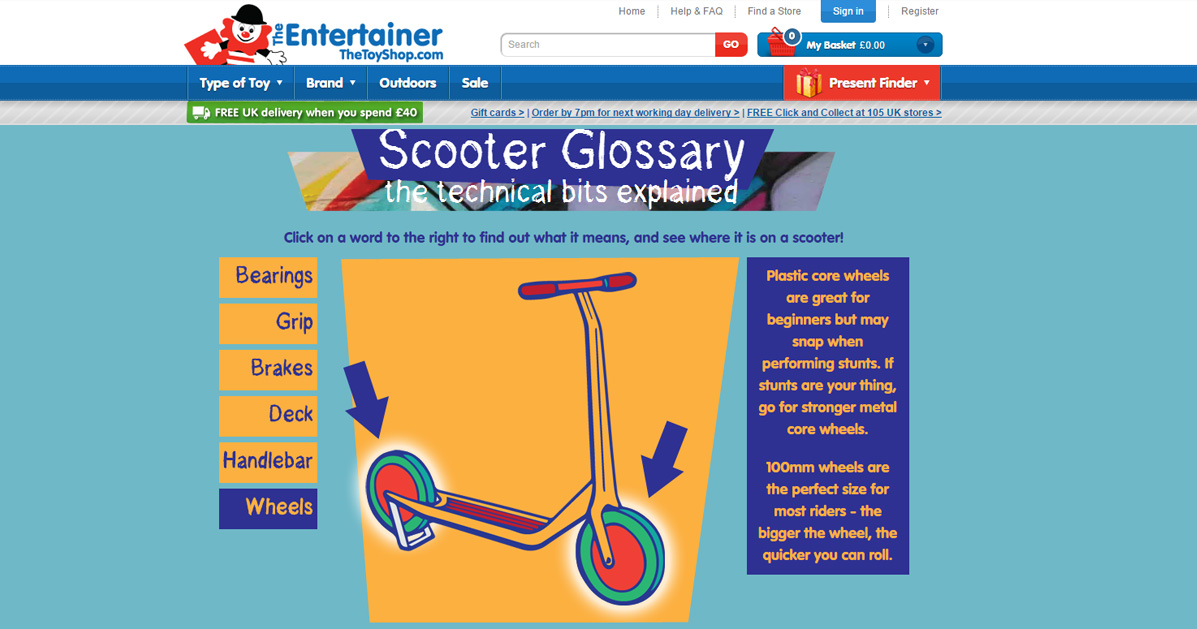 Home
Help & FAQ
Find a Store
Sign in
Register
The Entertainer
TheToyShop.com
Search
GO
0
My Basket £0.00
Type of Toy
Brand
Outdoors
Sale
Present Finder
FREE UK delivery when you spend £40
Gift cards > | Order by 7pm for next working day delivery > | FREE Click and Collect at 105 UK stores >
Scooter Glossary
the technical bits explained
Click on a word to the right to find out what it means, and see where it is on a scooter!
Bearings
Grip
Brakes
Deck
Handlebar
Wheels
Plastic core wheels
are great for
beginners but may
snap when
performing stunts. If
stunts are your thing,
go for stronger metal
core wheels.
100mm wheels are
the perfect size for
most riders - the
bigger the wheel, the
quicker you can roll.